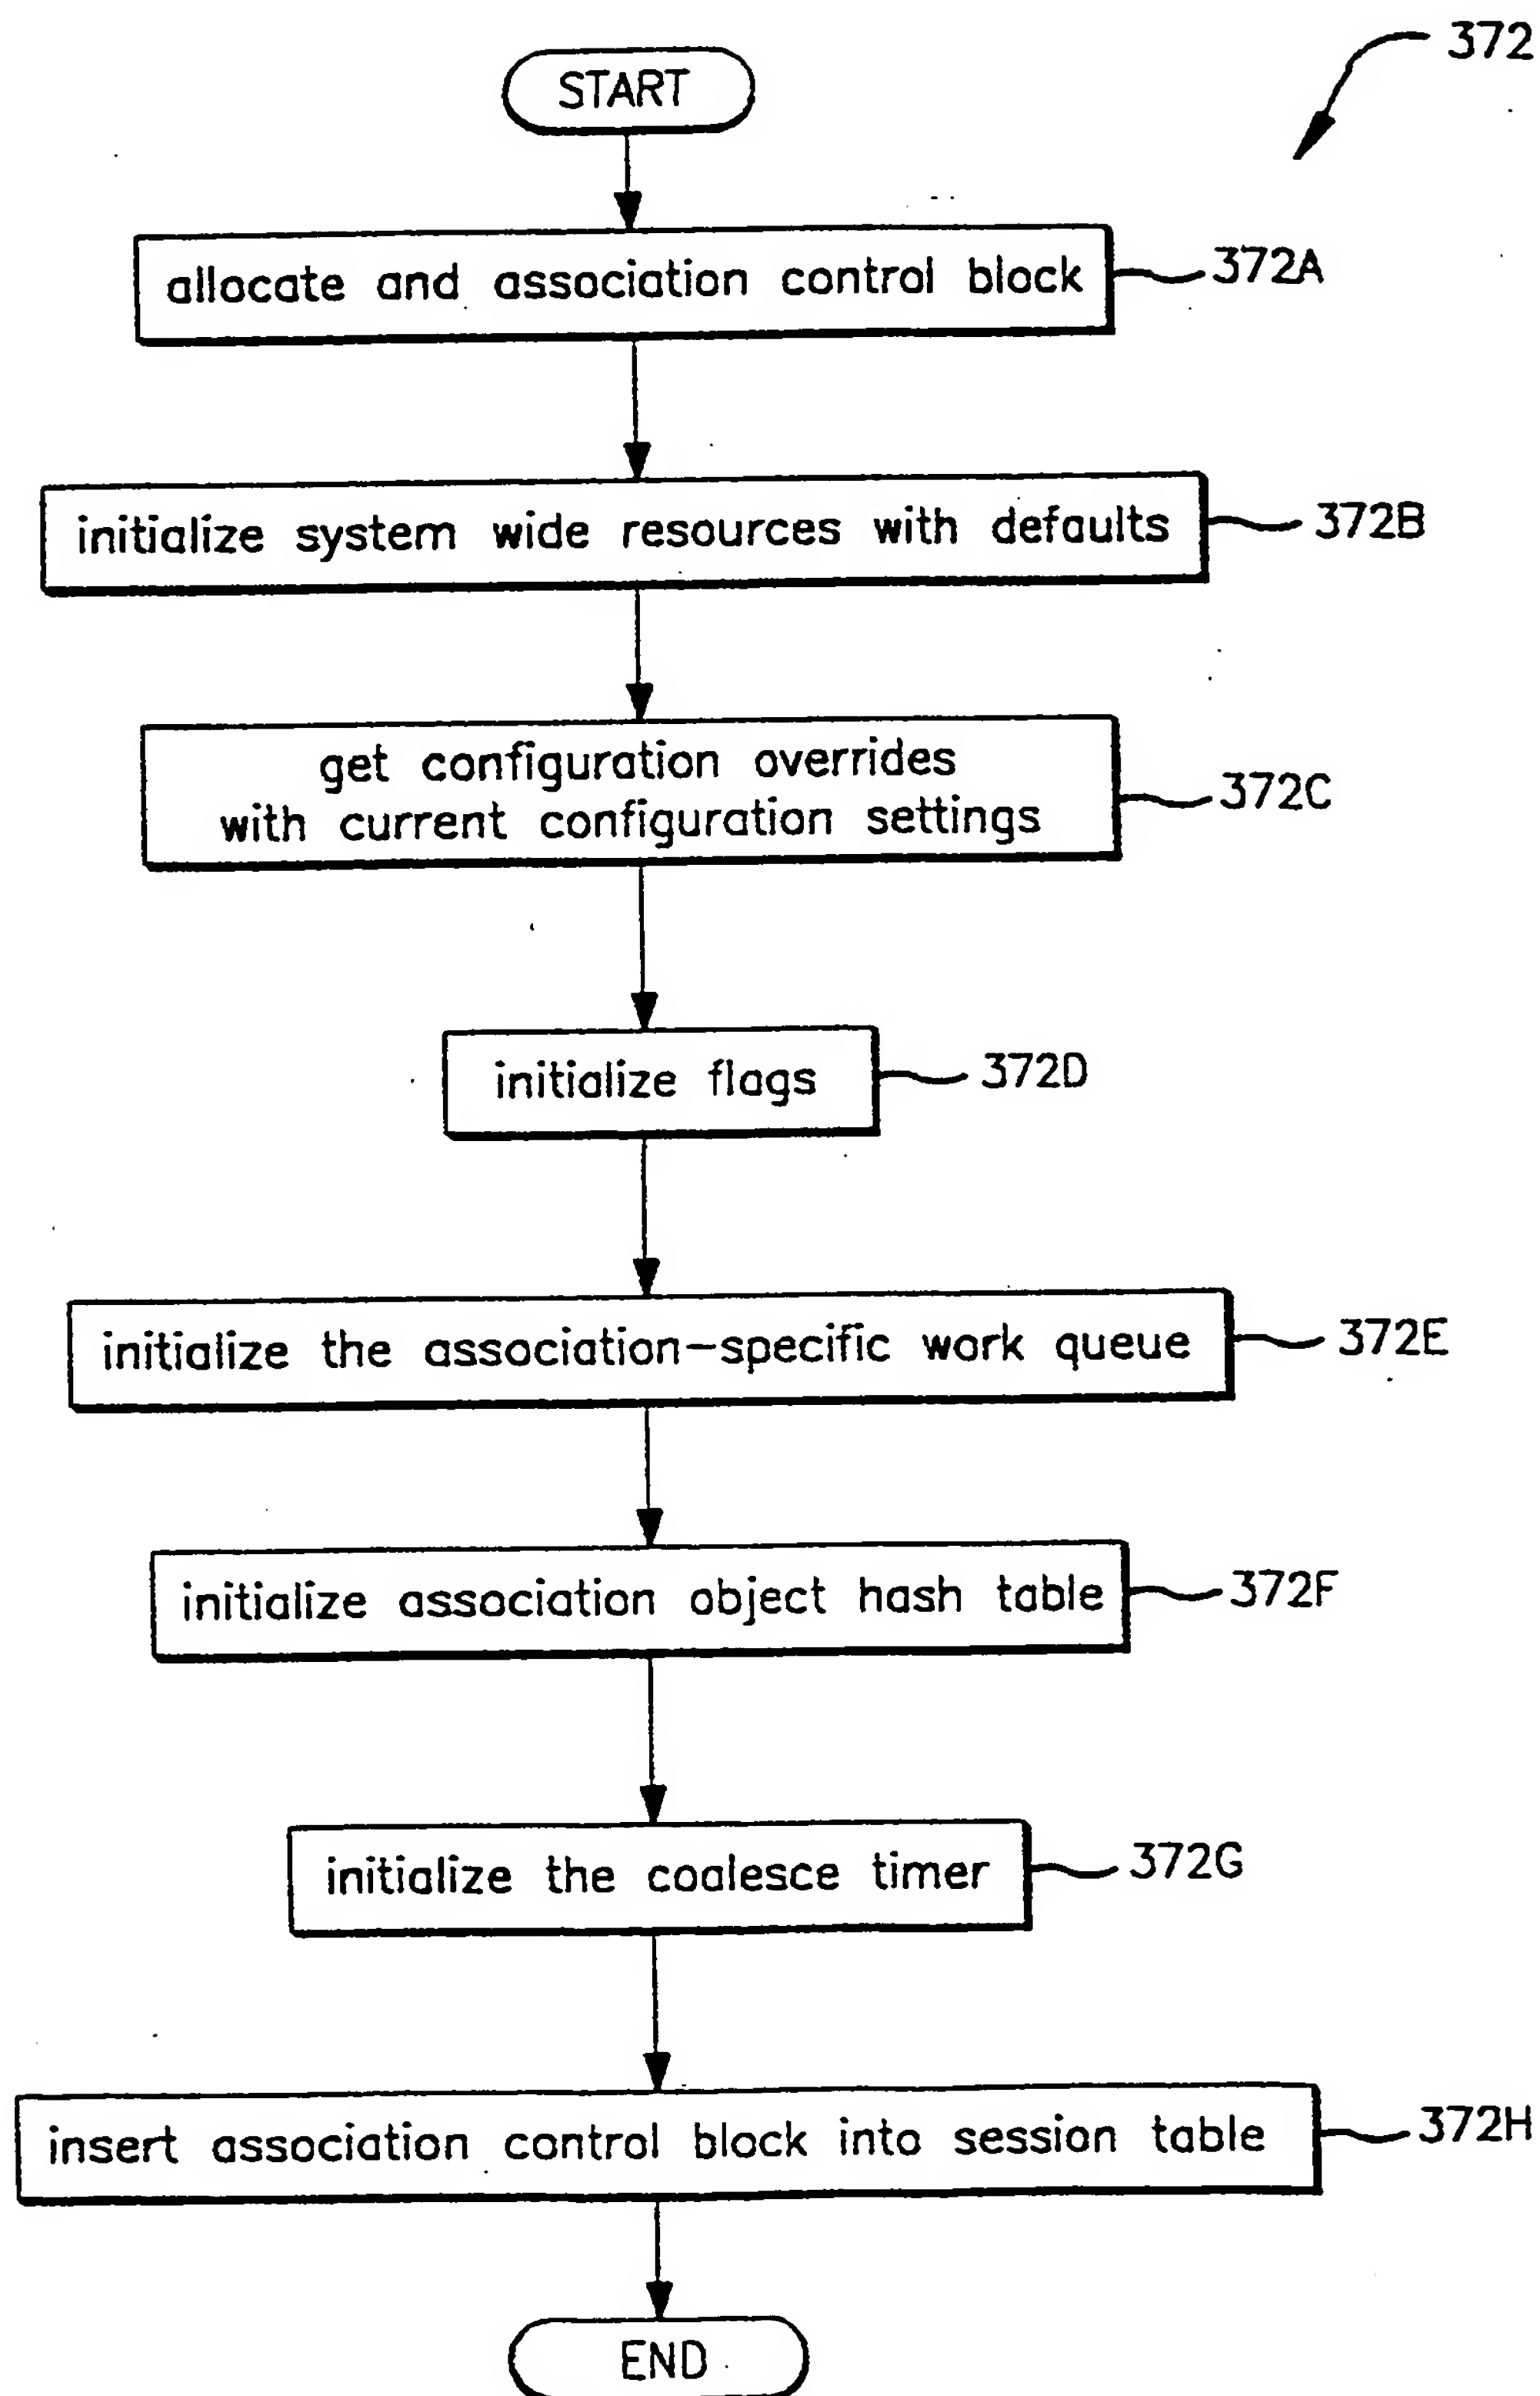 372
START
allocate and association control block
372A
initialize system wide resources with defaults
372B
get configuration overrides
with current configuration settings
372C
initialize flags
372D
initialize the association-specific work queue
372E
initialize association object hash table
372F
initialize the coalesce timer
372G
insert association control block into session table
372H
END